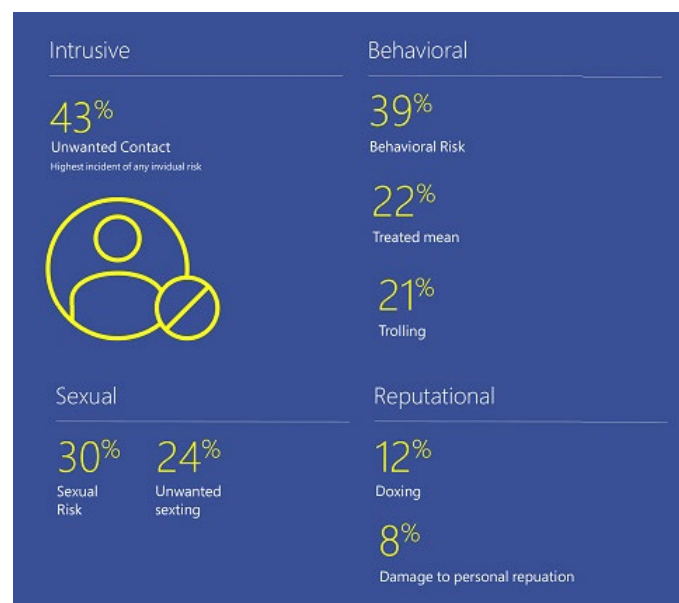 Intrusive
43%
Unwanted Contact
Highest incident of any invidual risk
Behavioral
39%
Behavioral Risk
22%
Treated mean
21%
Trolling
Sexual
30%
Sexual
Risk
24%
Unwanted
sexting
Reputational
12%
Doxing
8%
Damage to personal repuation